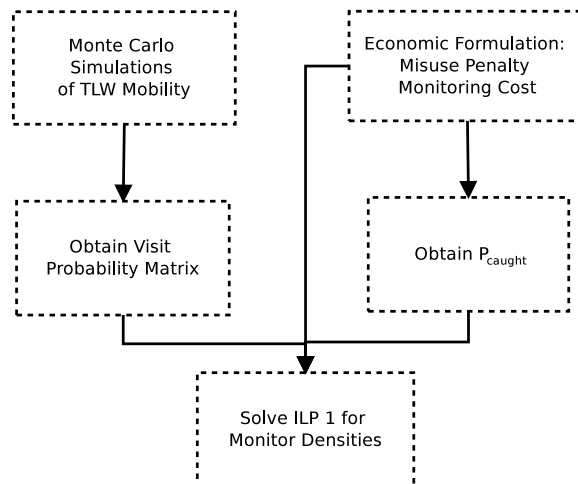 Monte Carlo
Simulations
of TLW Mobility
Economic Formulation:
Misuse Penalty
Monitoring Cost
Obtain Visit
Probability Matrix
Obtain P_caught
Solve ILP 1 for
Monitor Densities